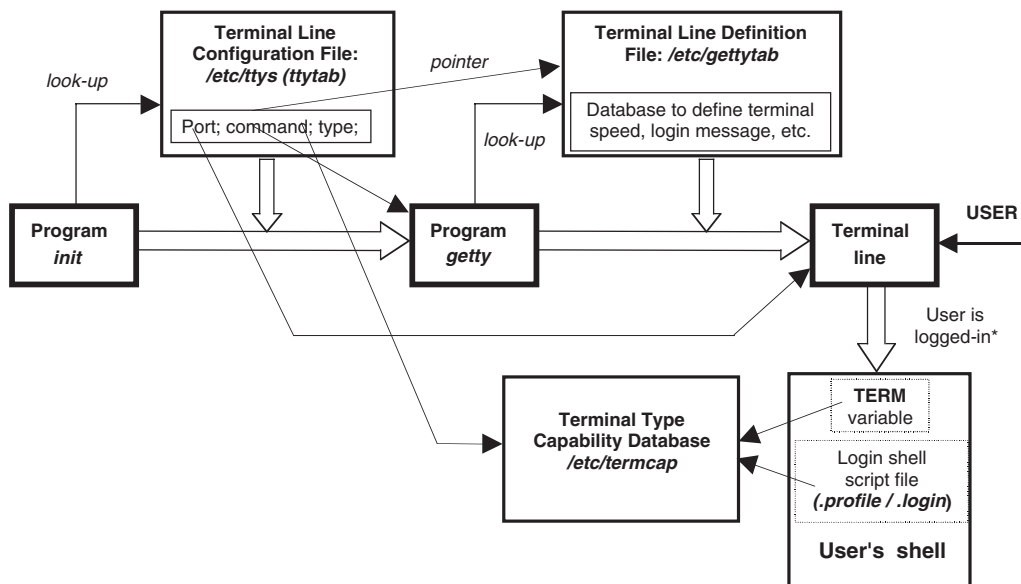 Terminal Line
Configuration File:
/etc/ttys (ttytab)
Port; command; type;
look-up
pointer
Terminal Line Definition
File: /etc/gettytab
Database to define terminal
speed, login message, etc.
look-up
Program
init
Program
getty
Terminal
line
USER
User is
logged-in*
Terminal Type
Capability Database
/etc/termcap
TERM
variable
Login shell
script file
(.profile / .login)
User's shell